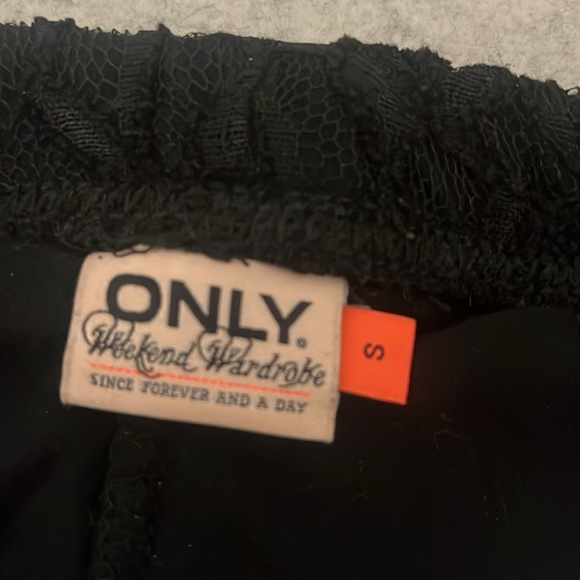 ONLY.
Weekend Wardrobe
SINCE FOREVER AND A DAY
S